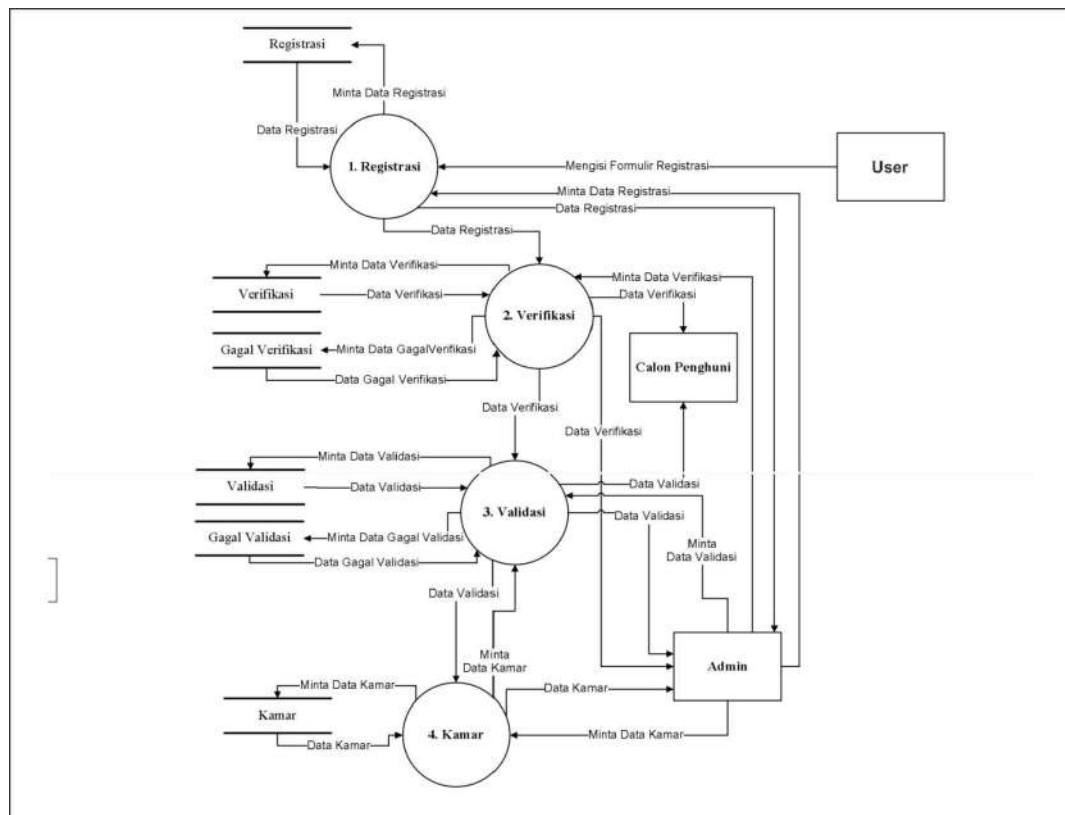 Registrasi
Minta Data Registrasi
Data Registrasi
1. Registrasi
Mengisi Formulir Registrasi
User
Minta Data Registrasi
Data Registrasi
Data Registrasi
Minta Data Verifikasi
Minta Data Verifikasi
Verifikasi
Data Verifikasi
Data Verifikasi
2. Verifikasi
Gagal Verifikasi
Minta Data GagalVerifikasi
Calon Penghuni
Data Gagal Verifikasi
Data Verifikasi
Data Verifikasi
Minta Data Validasi
Validasi
Data Validasi
Data Validasi
3. Validasi
Data Validasi
Gagal Validasi
Minta Data Gagal Validasi
Minta
Data Validasi
Data Gagal Validasi
Data Validasi
Minta
Data Kamar
Admin
Minta Data Kamar
Data Kamar
Kamar
4. Kamar
Minta Data Kamar
Data Kamar